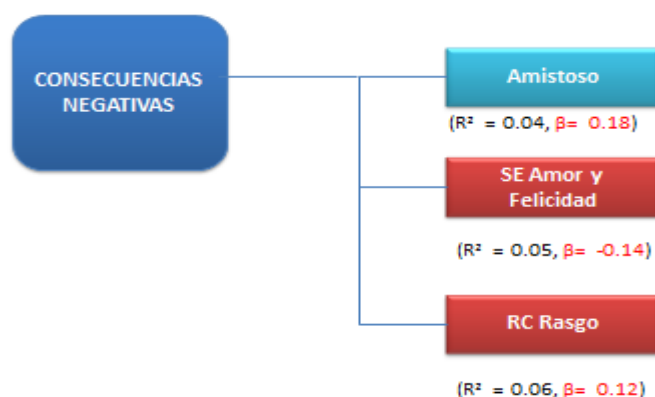 CONSECUENCIAS
NEGATIVAS
Amistoso
(R² = 0.04, β= 0.18)
SE Amor y
Felicidad
(R² = 0.05, β= -0.14)
RC Rasgo
(R² = 0.06, β= 0.12)